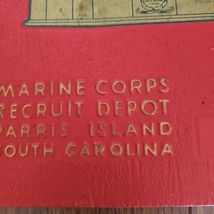 MARINE CORPS
RECRUIT DEPOT
PARRIS ISLAND
SOUTH CAROLINA